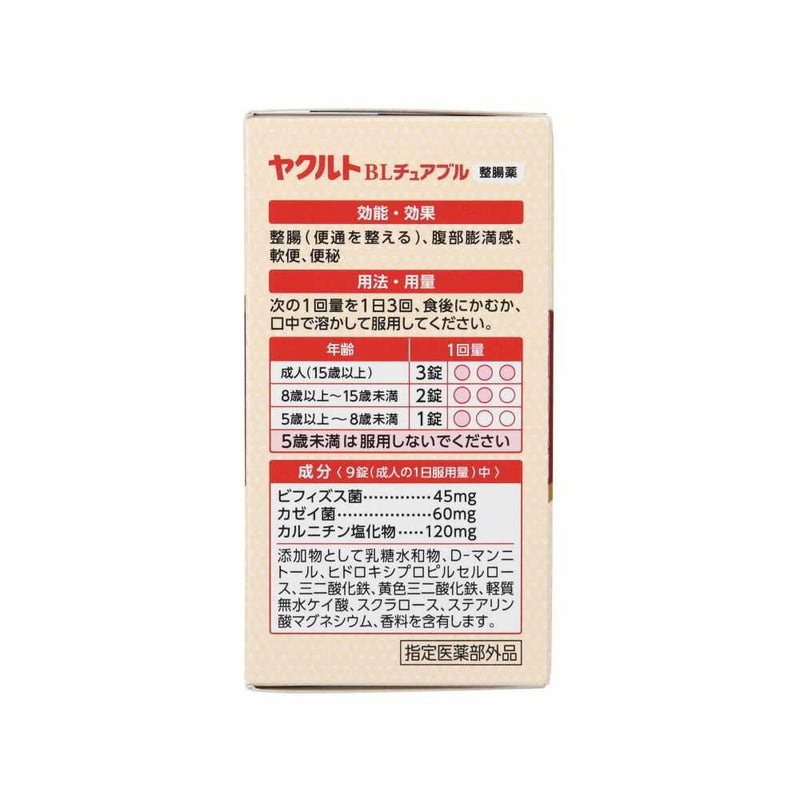 ヤクルト BLチュアブル 整腸薬
効能・効果
整腸(便通を整える)、腹部膨満感、
軟便、便秘
用法・用量
次の1回量を1日3回、食後にかむか、
口中で溶かして服用してください。
年齢 1回量
成人(15歳以上) 3錠
8歳以上〜15歳未満 2錠
5歳以上〜8歳未満 1錠
5歳未満は服用しないでください
成分〈9錠(成人の1日服用量)中〉
ビフィズス菌‥‥‥‥‥‥45mg
カゼイ菌‥‥‥‥‥‥‥‥60mg
カルニチン塩化物‥‥‥120mg
添加物として乳糖水和物、D-マンニ
トール、ヒドロキシプロピルセルロー
ス、三二酸化鉄、黄色三二酸化鉄、軽質
無水ケイ酸、スクラロース、ステアリン
酸マグネシウム、香料を含有します。
指定医薬部外品